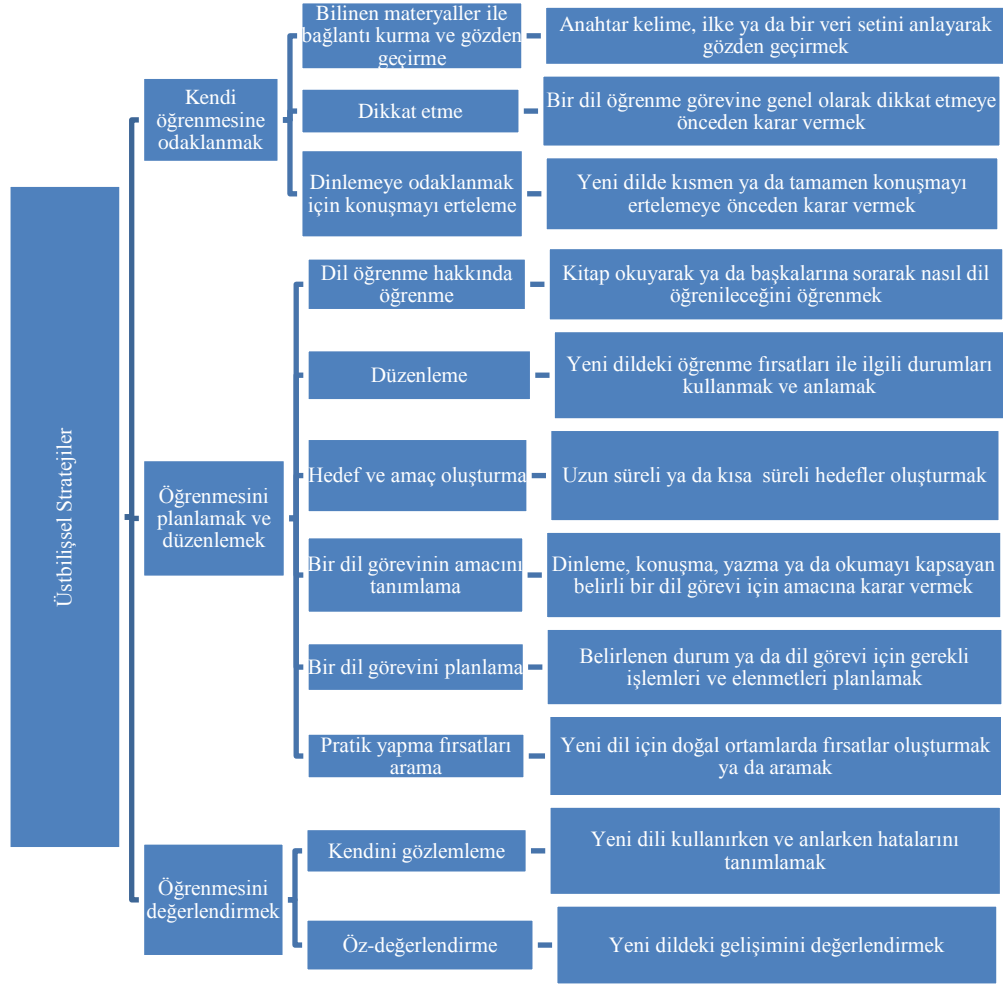 Üstbilişsel Stratejiler
Kendi
öğrenmesine
odaklanmak
Bilinen materyaller ile
bağlantı kurma ve gözden
geçirme
Anahtar kelime, ilke ya da bir veri setini anlayarak
gözden geçirmek
Dikkat etme
Bir dil öğrenme görevine genel olarak dikkat etmeye
önceden karar vermek
Dinlemeye odaklanmak
için konuşmayı erteleme
Yeni dilde kısmen ya da tamamen konuşmayı
ertelemeye önceden karar vermek
Öğrenmesini
planlamak ve
düzenlemek
Dil öğrenme hakkında
öğrenme
Kitap okuyarak ya da başkalarına sorarak nasıl dil
öğrenileceğini öğrenmek
Düzenleme
Yeni dildeki öğrenme fırsatları ile ilgili durumları
kullanmak ve anlamak
Hedef ve amaç oluşturma
Uzun süreli ya da kısa süreli hedefler oluşturmak
Bir dil görevinin amacını
tanımlama
Dinleme, konuşma, yazma ya da okumayı kapsayan
belirli bir dil görevi için amacına karar vermek
Bir dil görevini planlama
Belirlenen durum ya da dil görevi için gerekli
işlemleri ve elenmetleri planlamak
Pratik yapma fırsatları
arama
Yeni dil için doğal ortamlarda fırsatlar oluşturmak
ya da aramak
Öğrenmesini
değerlendirmek
Kendini gözlemleme
Yeni dili kullanırken ve anlarken hatalarını
tanımlamak
Öz-değerlendirme
Yeni dildeki gelişimini değerlendirmek